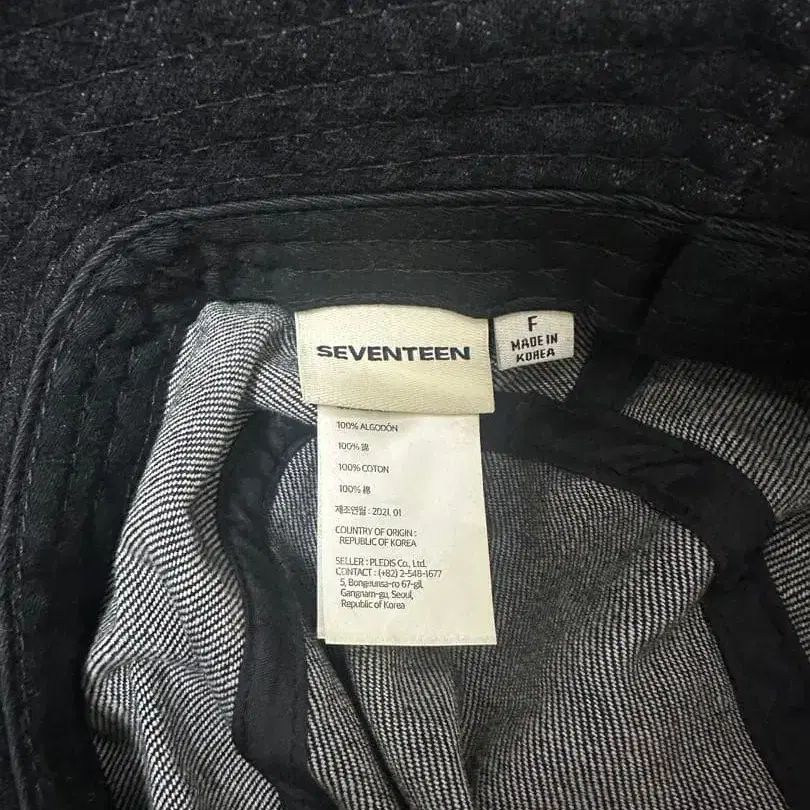 SEVENTEEN
F
MADE IN
KOREA
100% ALGODÓN
100% 綿
100% COTON
100% 棉
제조연월 : 2021. 01
COUNTRY OF ORIGIN :
REPUBLIC OF KOREA
SELLER : PLEDIS Co., Ltd.
CONTACT : (+82) 2-548-1677
5, Bongeunsa-ro 67-gil,
Gangnam-gu, Seoul,
Republic of Korea